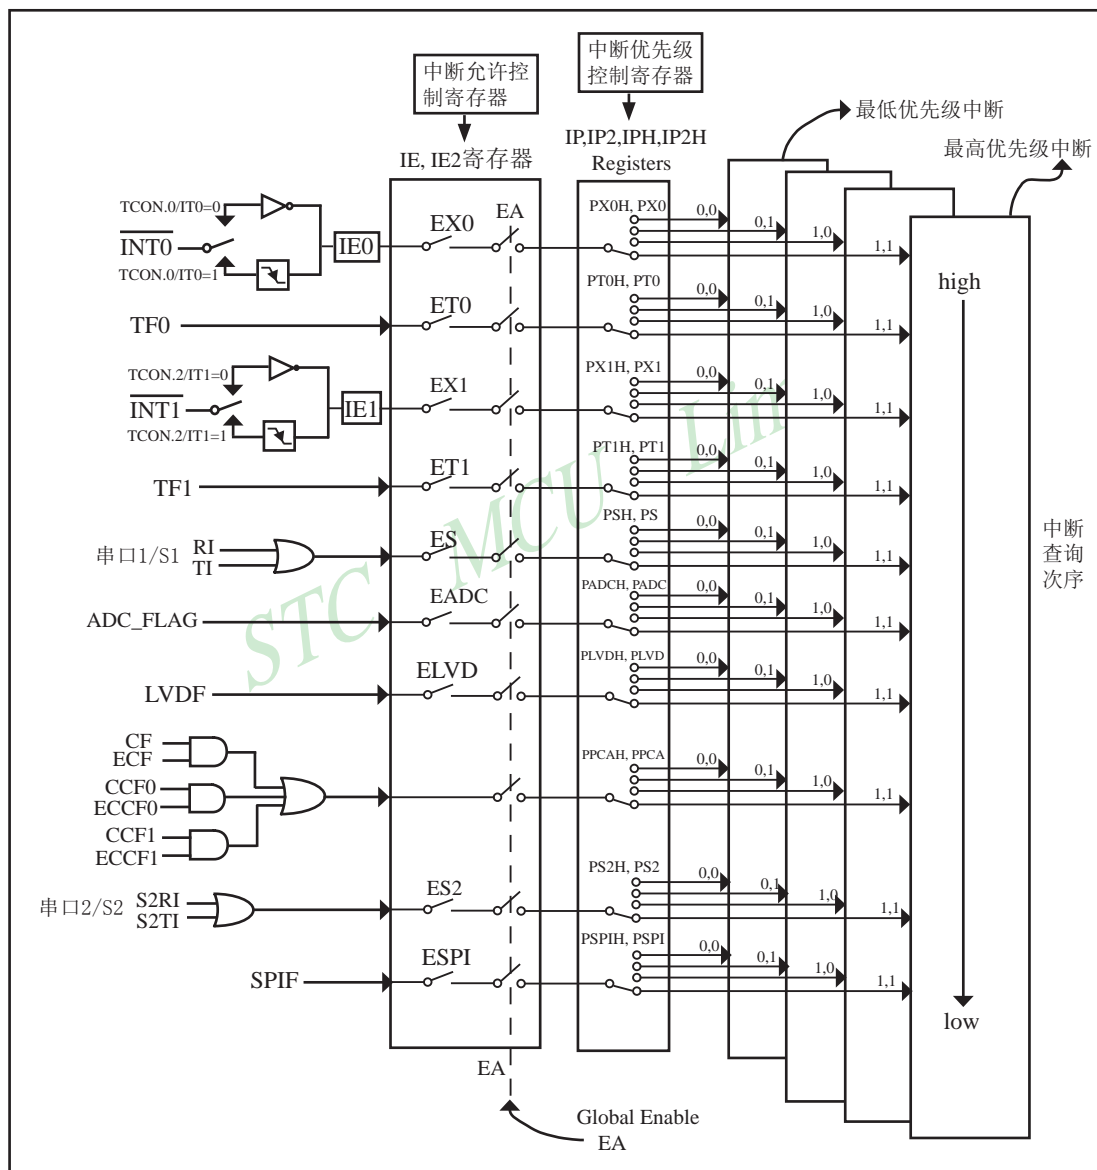 中断允许控
制寄存器
中断优先级
控制寄存器
IE, IE2寄存器
IP,IP2,IPH,IP2H
Registers
最低优先级中断
最高优先级中断
TCON.0/IT0=0
INT0
TCON.0/IT0=1
IE0
EX0
EA
PX0H, PX0
0,0
0,1
1,0
1,1
high
TF0
ET0
PT0H, PT0
0,0
0,1
1,0
1,1
TCON.2/IT1=0
INT1
TCON.2/IT1=1
IE1
EX1
PX1H, PX1
0,0
0,1
1,0
1,1
TF1
ET1
PT1H, PT1
0,0
0,1
1,0
1,1
串口1/S1
RI
TI
ES
PSH, PS
0,0
0,1
1,0
1,1
中断
查询
次序
ADC_FLAG
EADC
PADCH, PADC
0,0
0,1
1,0
1,1
LVDF
ELVD
PLVDH, PLVD
0,0
0,1
1,0
1,1
CF
ECF
CCF0
ECCF0
CCF1
ECCF1
PPCAH, PPCA
0,0
0,1
1,0
1,1
串口2/S2
S2RI
S2TI
ES2
PS2H, PS2
0,0
0,1
1,0
1,1
SPIF
ESPI
PSPIH, PSPI
0,0
0,1
1,0
1,1
low
EA
Global Enable
EA
STC MCU Lim